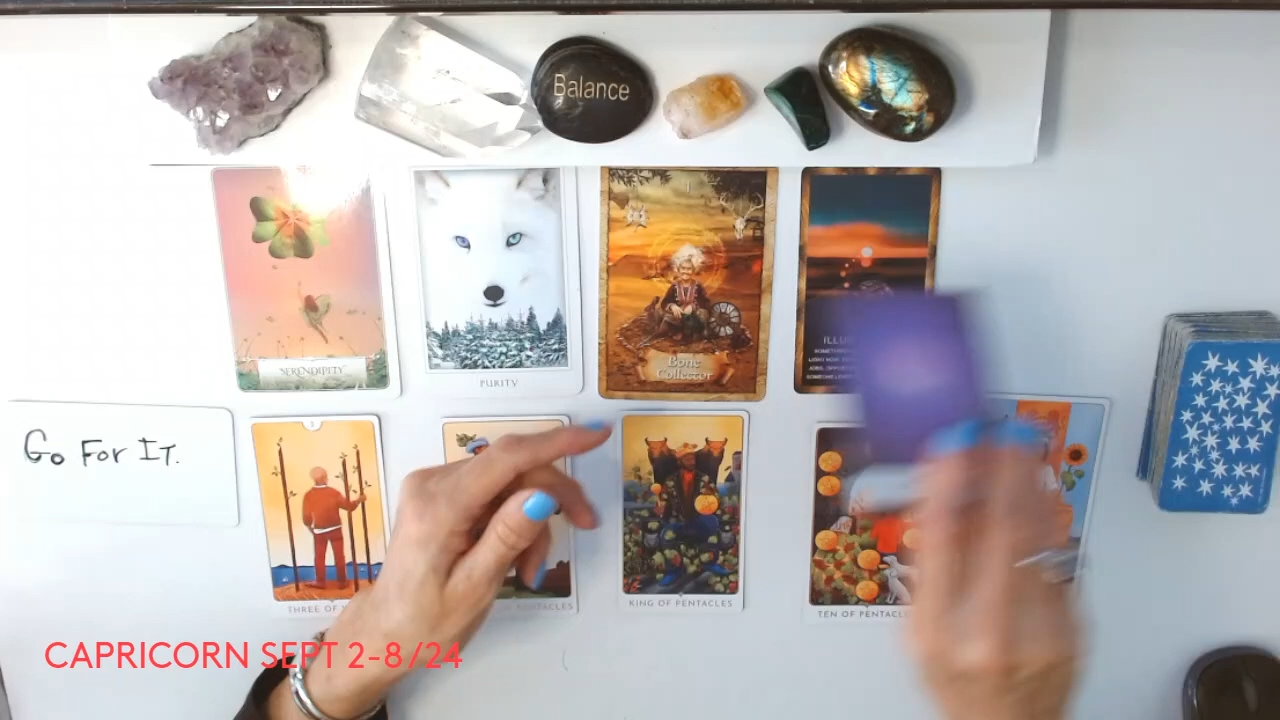 Balance
SERENDIPITY
PURITY
Bone
Collector
Go For It.
THREE OF
PENTACLES
KING OF PENTACLES
TEN OF PENTACLES
CAPRICORN SEPT 2-8/24